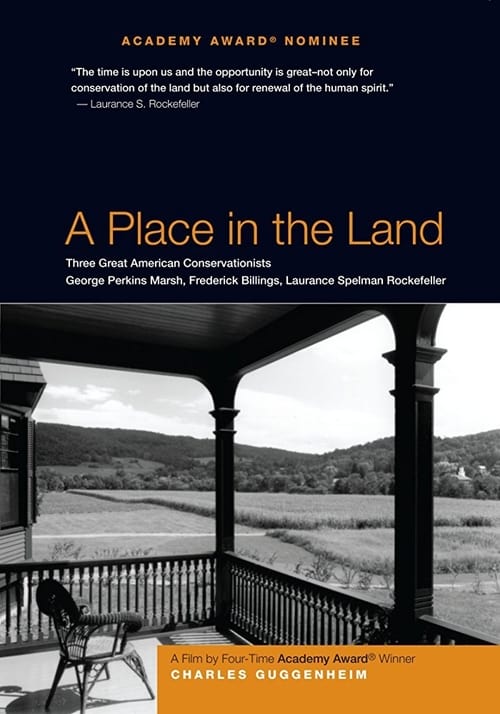 ACADEMY AWARD® NOMINEE
“The time is upon us and the opportunity is great–not only for
conservation of the land but also for renewal of the human spirit.”
— Laurance S. Rockefeller
A Place in the Land
Three Great American Conservationists
George Perkins Marsh, Frederick Billings, Laurance Spelman Rockefeller
A Film by Four-Time Academy Award® Winner
CHARLES GUGGENHEIM